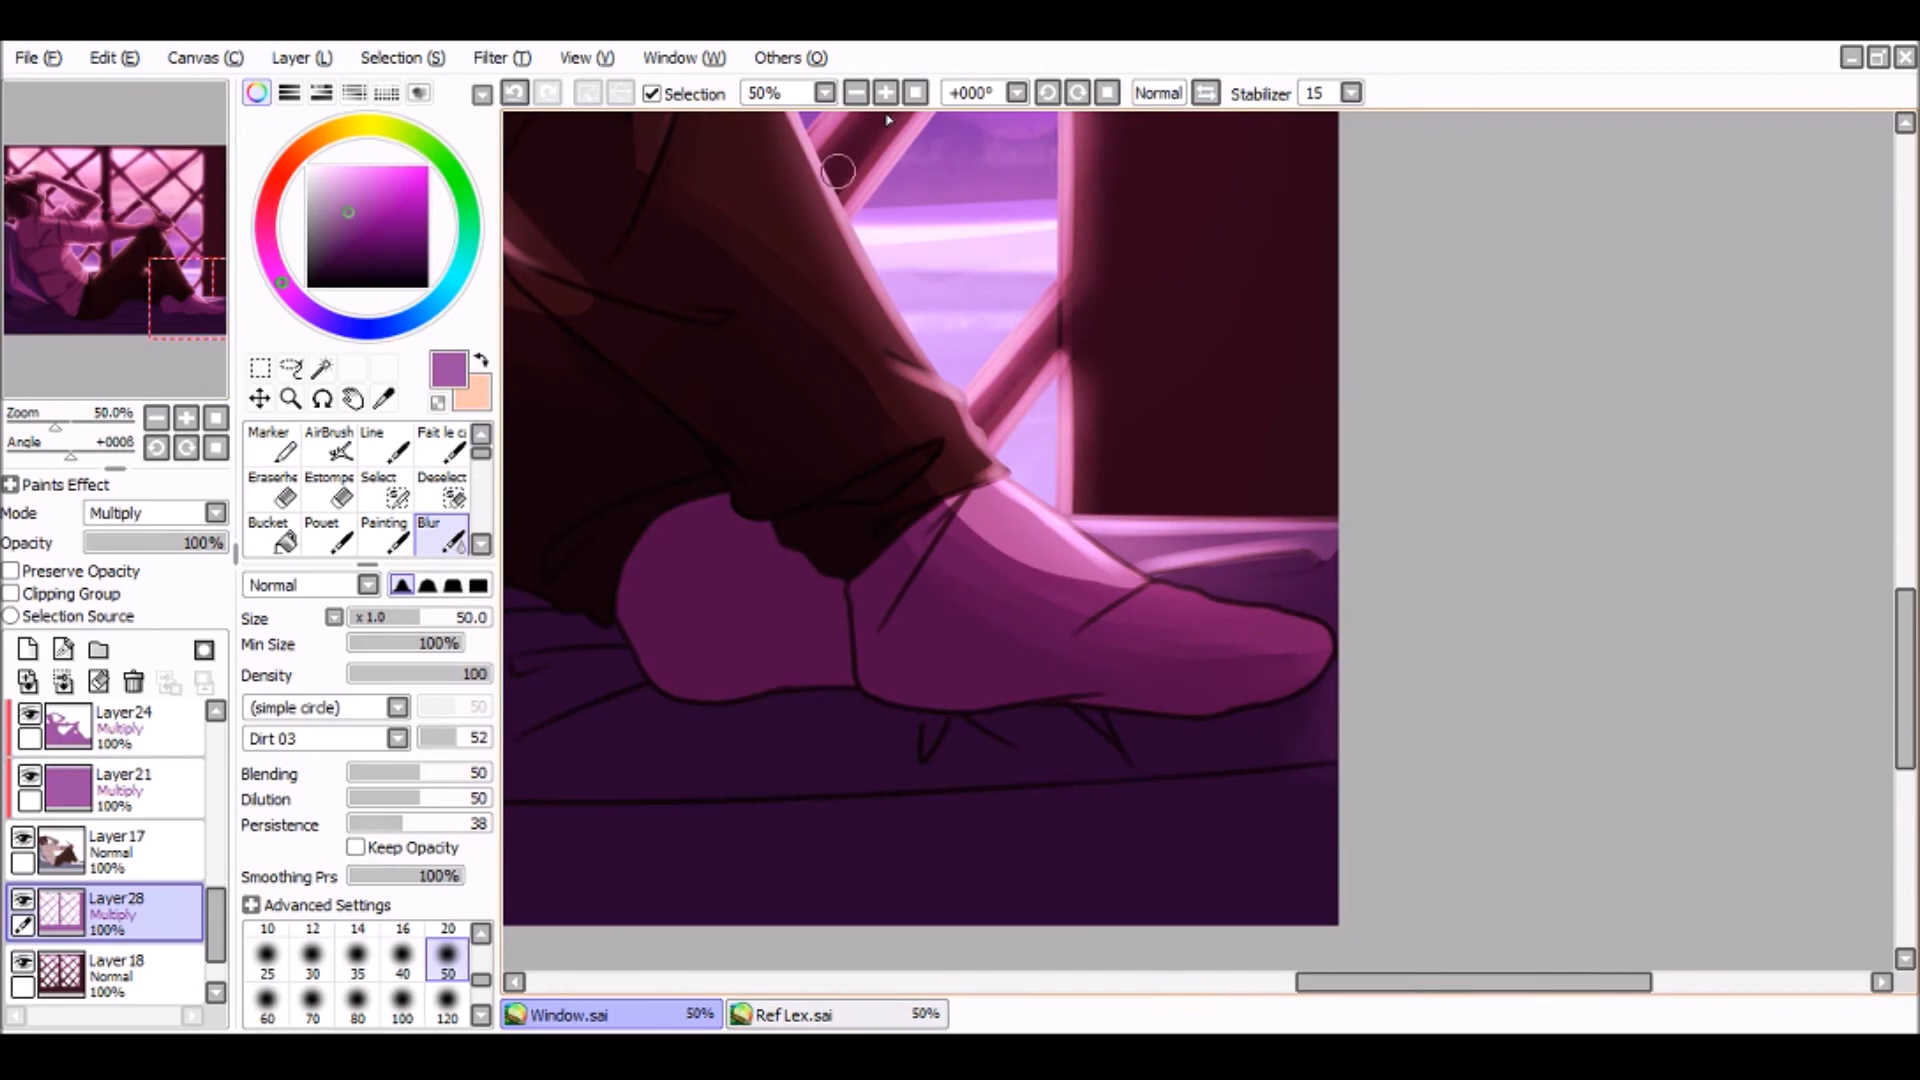 File (F) Edit (E) Canvas (C) Layer (L) Selection (S) Filter (T) View (V) Window (W) Others (O)
Selection 50% +000° Normal Stabilizer 15
Zoom 50.0%
Angle
Paints Effect
Mode Multiply
Opacity 100%
Preserve Opacity
Clipping Group
Selection Source
Layer24
Multiply
100%
Layer21
Multiply
100%
Layer17
Normal
100%
Layer28
Multiply
100%
Layer18
Normal
100%
Marker AirBrush Line Fait le
Eraserhe Estompe Select Deselect
Bucket Pouet Painting Blur
Normal
Size x 1.0 50.0
Min Size 100%
Density 100
(simple circle) 50
Dirt 03 52
Blending 50
Dilution 50
Persistence 38
Keep Opacity
Smoothing Prs 100%
Advanced Settings
10 12 14 16 20
25 30 35 40 50
60 70 80 100 120
Window.sai 50% Ref Lex.sai 50%